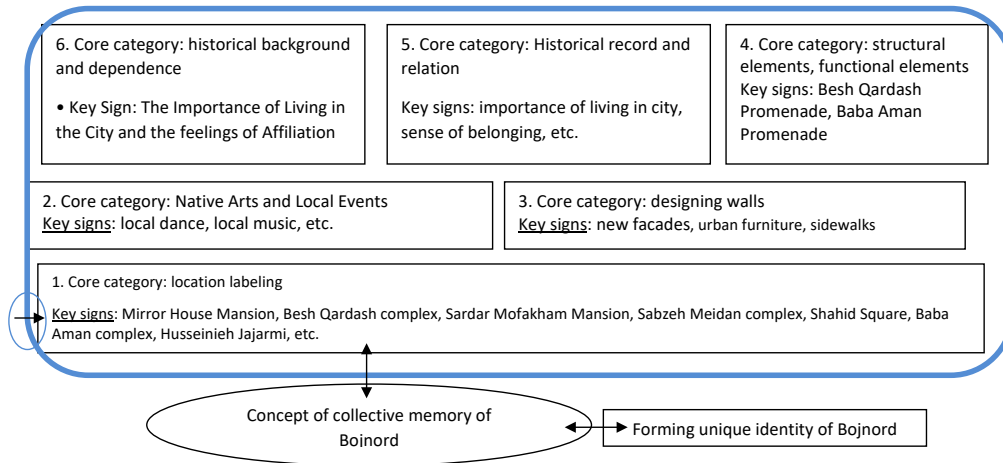 6. Core category: historical background
and dependence
• Key Sign: The Importance of Living in
the City and the feelings of Affiliation
5. Core category: Historical record and
relation
Key signs: importance of living in city,
sense of belonging, etc.
4. Core category: structural
elements, functional elements
Key signs: Besh Qardash
Promenade, Baba Aman
Promenade
2. Core category: Native Arts and Local Events
Key signs: local dance, local music, etc.
3. Core category: designing walls
Key signs: new facades, urban furniture, sidewalks
1. Core category: location labeling
Key signs: Mirror House Mansion, Besh Qardash complex, Sardar Mofakham Mansion, Sabzeh Meidan complex, Shahid Square, Baba
Aman complex, Husseinieh Jajarmi, etc.
Concept of collective memory of
Bojnord
Forming unique identity of Bojnord